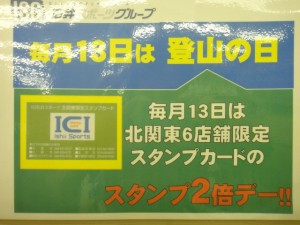 石井スポーツグループ
毎月13日は 登山の日
ICI
Ishii Sports
毎月13日は
北関東6店舗限定
スタンプカードの
スタンプ2倍デー!!